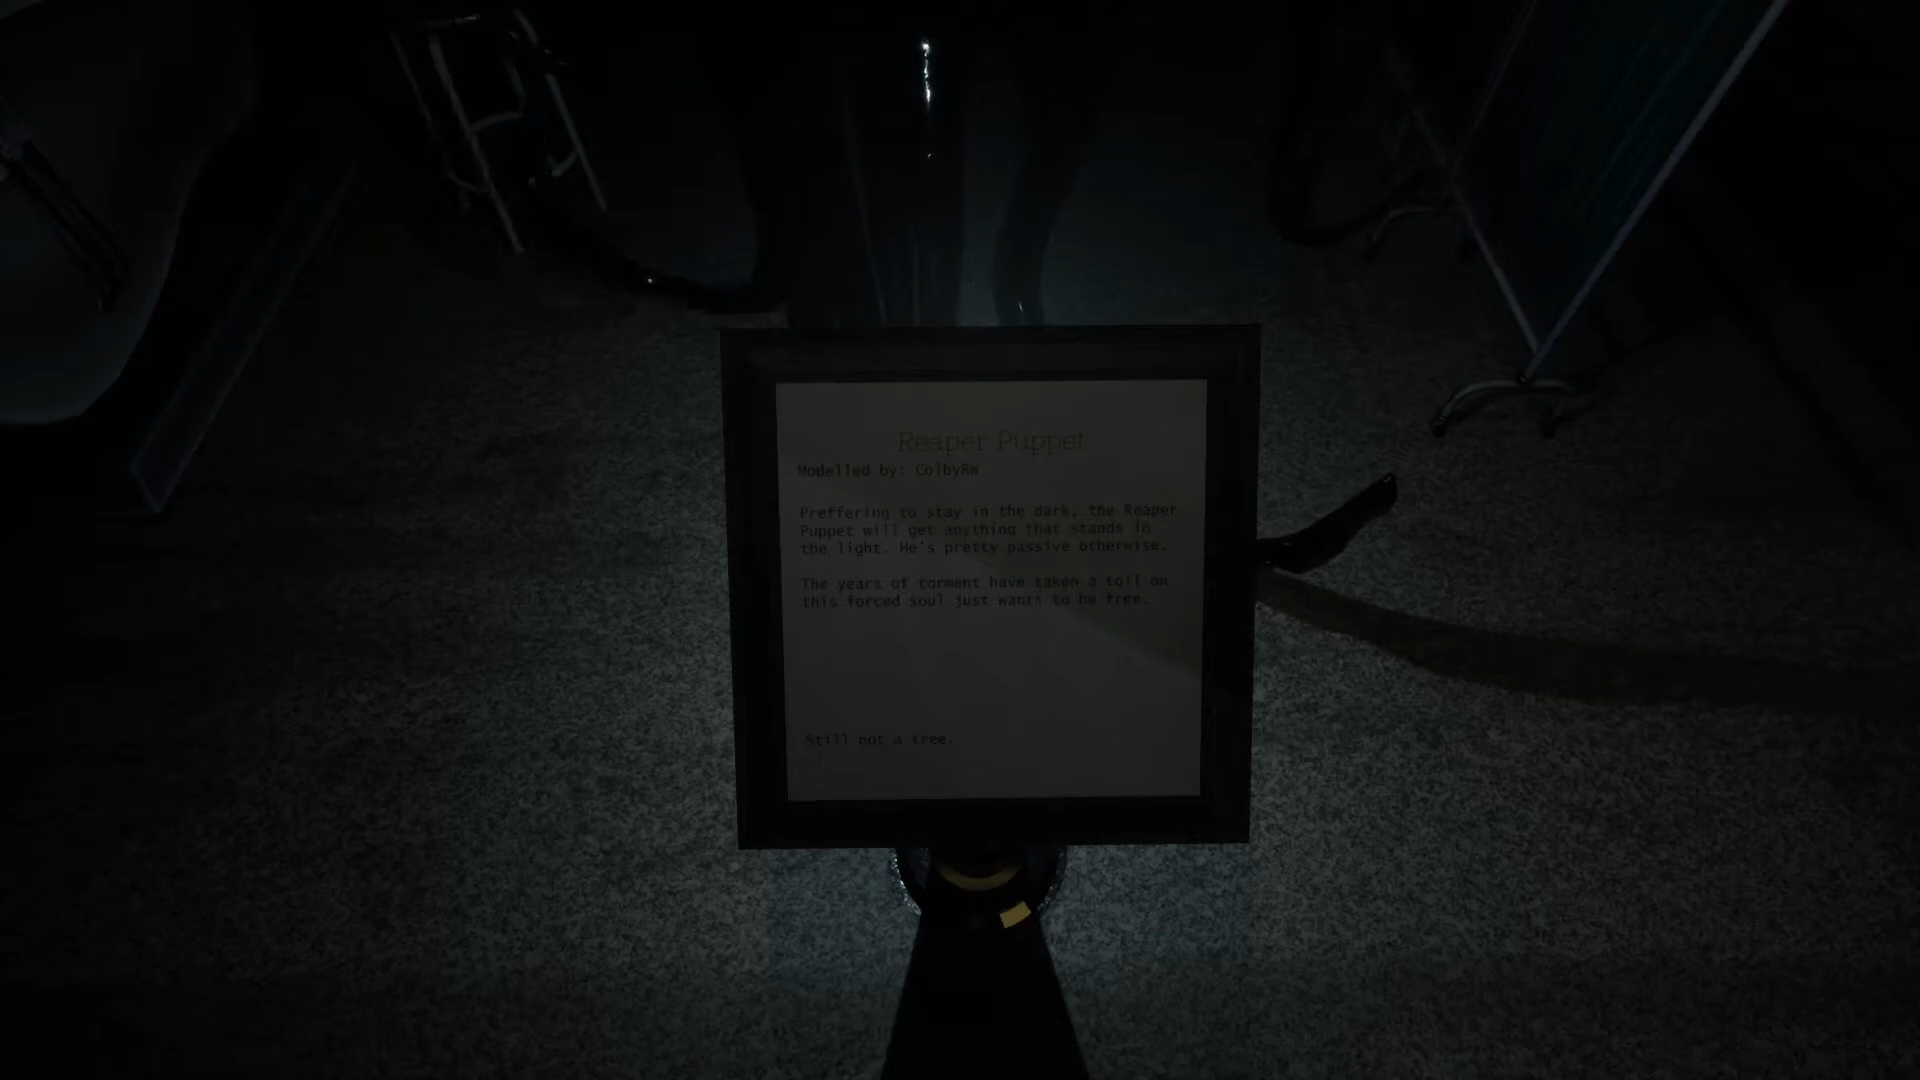 Reaper Puppet
Modelled by: ColbyRW
Preffering to stay in the dark, the Reaper
Puppet will get anything that stands in
the light. He's pretty passive otherwise.
The years of torment have taken a toll on
this forced soul just wants to be free.
Still not a tree.